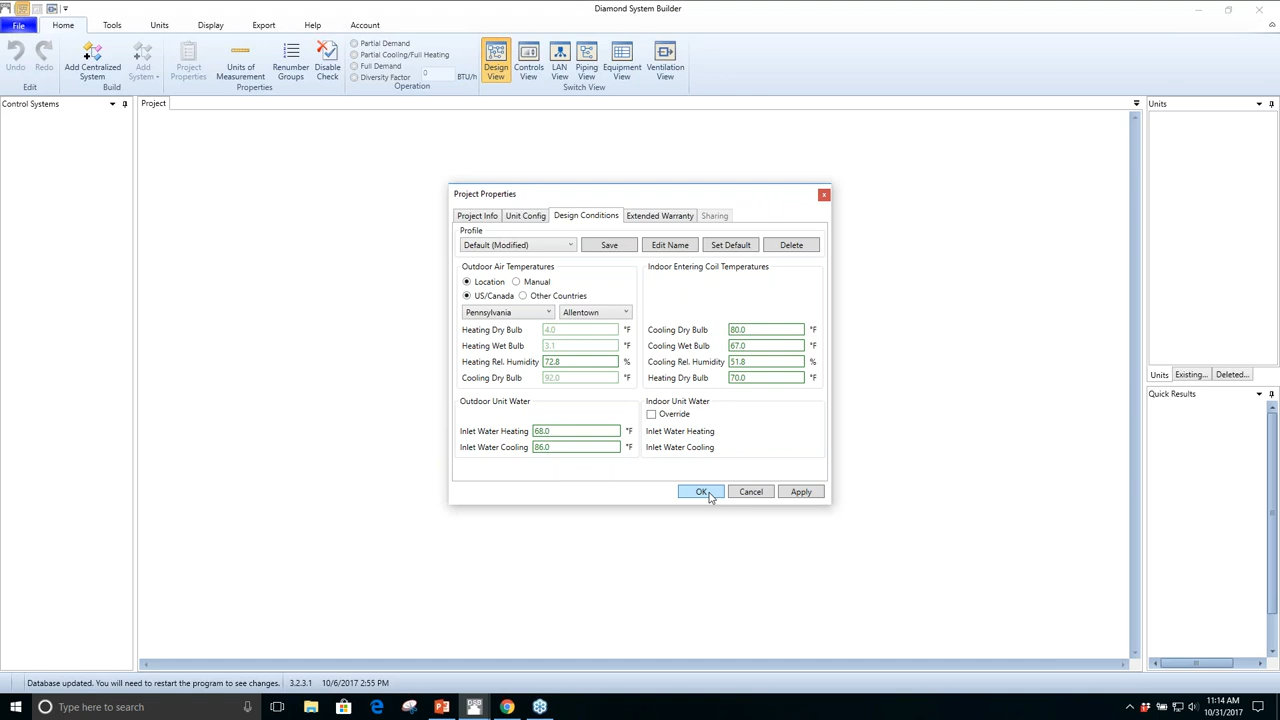 Diamond System Builder
File Home Tools Units Display Export Help Account
Undo Redo
Edit
Add Centralized System
Add System
Build
Project Properties
Units of Measurement
Renumber Groups
Disable Check
Properties
Partial Demand
Partial Cooling/Full Heating
Full Demand
Diversity Factor 0 BTU/h
Operation
Design View
Controls View
LAN View
Piping View
Equipment View
Ventilation View
Switch View
Control Systems
Project
Units
Project Properties
Project Info Unit Config Design Conditions Extended Warranty Sharing
Profile
Default (Modified) Save Edit Name Set Default Delete
Outdoor Air Temperatures
Location Manual
US/Canada Other Countries
Pennsylvania Allentown
Heating Dry Bulb 4.0 °F
Heating Wet Bulb 3.1 °F
Heating Rel. Humidity 72.8 %
Cooling Dry Bulb 92.0 °F
Indoor Entering Coil Temperatures
Cooling Dry Bulb 80.0 °F
Cooling Wet Bulb 67.0 °F
Cooling Rel. Humidity 51.8 %
Heating Dry Bulb 70.0 °F
Outdoor Unit Water
Inlet Water Heating 68.0 °F
Inlet Water Cooling 86.0 °F
Indoor Unit Water
Override
Inlet Water Heating
Inlet Water Cooling
OK Cancel Apply
Units Existing... Deleted...
Quick Results
Database updated. You will need to restart the program to see changes. 3.2.3.1 10/6/2017 2:55 PM
Type here to search
11:14 AM
10/31/2017